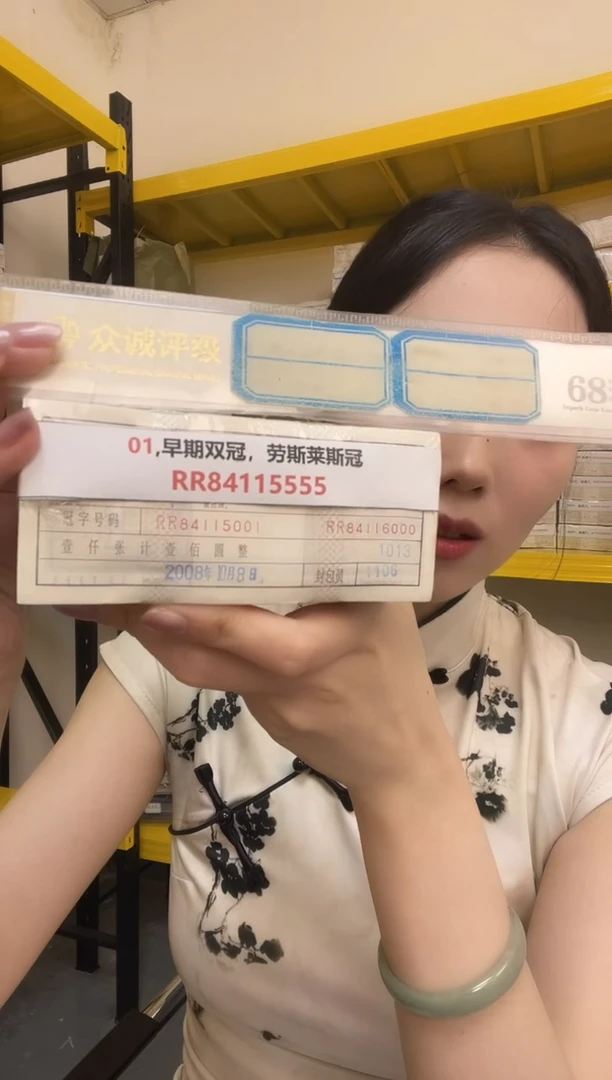 众诚评级
68
01,早期双冠，劳斯莱斯冠
RR84115555
冠字号码 RR84115001 RR84116000
壹仟张计壹佰圆整 1013
2008年10月8日 封包员 1106